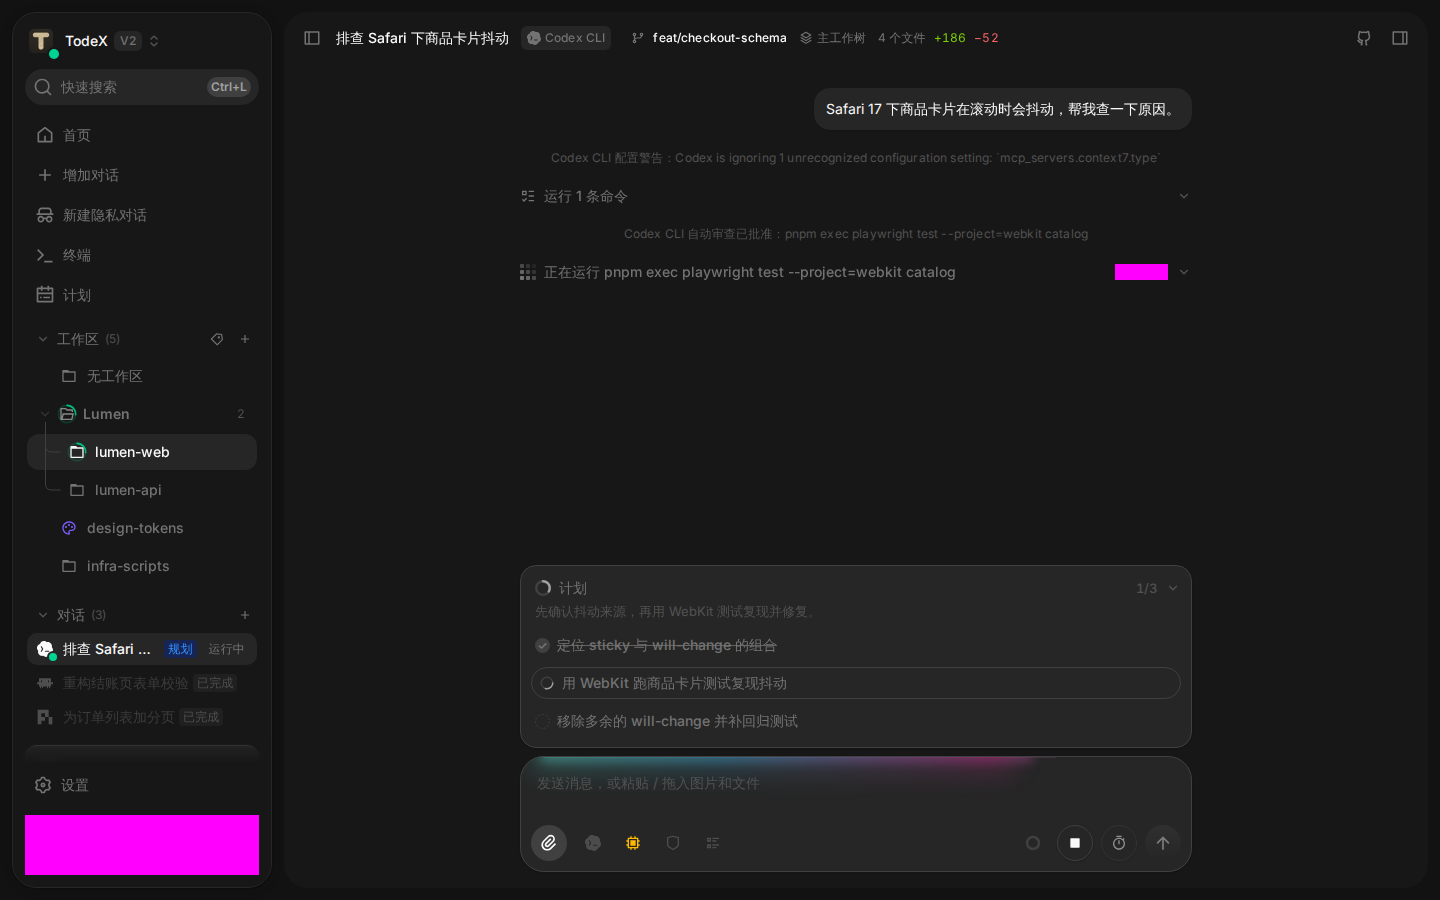 TodeX V2
快速搜索 Ctrl+L
首页
增加对话
新建隐私对话
终端
计划
工作区 (5)
无工作区
Lumen 2
lumen-web
lumen-api
design-tokens
infra-scripts
对话 (3)
排查 Safari ... 规划 运行中
重构结账页表单校验 已完成
为订单列表加分页 已完成
设置
排查 Safari 下商品卡片抖动 Codex CLI feat/checkout-schema 主工作树 4 个文件 +186 −52
Safari 17 下商品卡片在滚动时会抖动，帮我查一下原因。
Codex CLI 配置警告：Codex is ignoring 1 unrecognized configuration setting: `mcp_servers.context7.type`
运行 1 条命令
Codex CLI 自动审查已批准：pnpm exec playwright test --project=webkit catalog
正在运行 pnpm exec playwright test --project=webkit catalog
计划 1/3
先确认抖动来源，再用 WebKit 测试复现并修复。
定位 sticky 与 will-change 的组合
用 WebKit 跑商品卡片测试复现抖动
移除多余的 will-change 并补回归测试
发送消息，或粘贴 / 拖入图片和文件